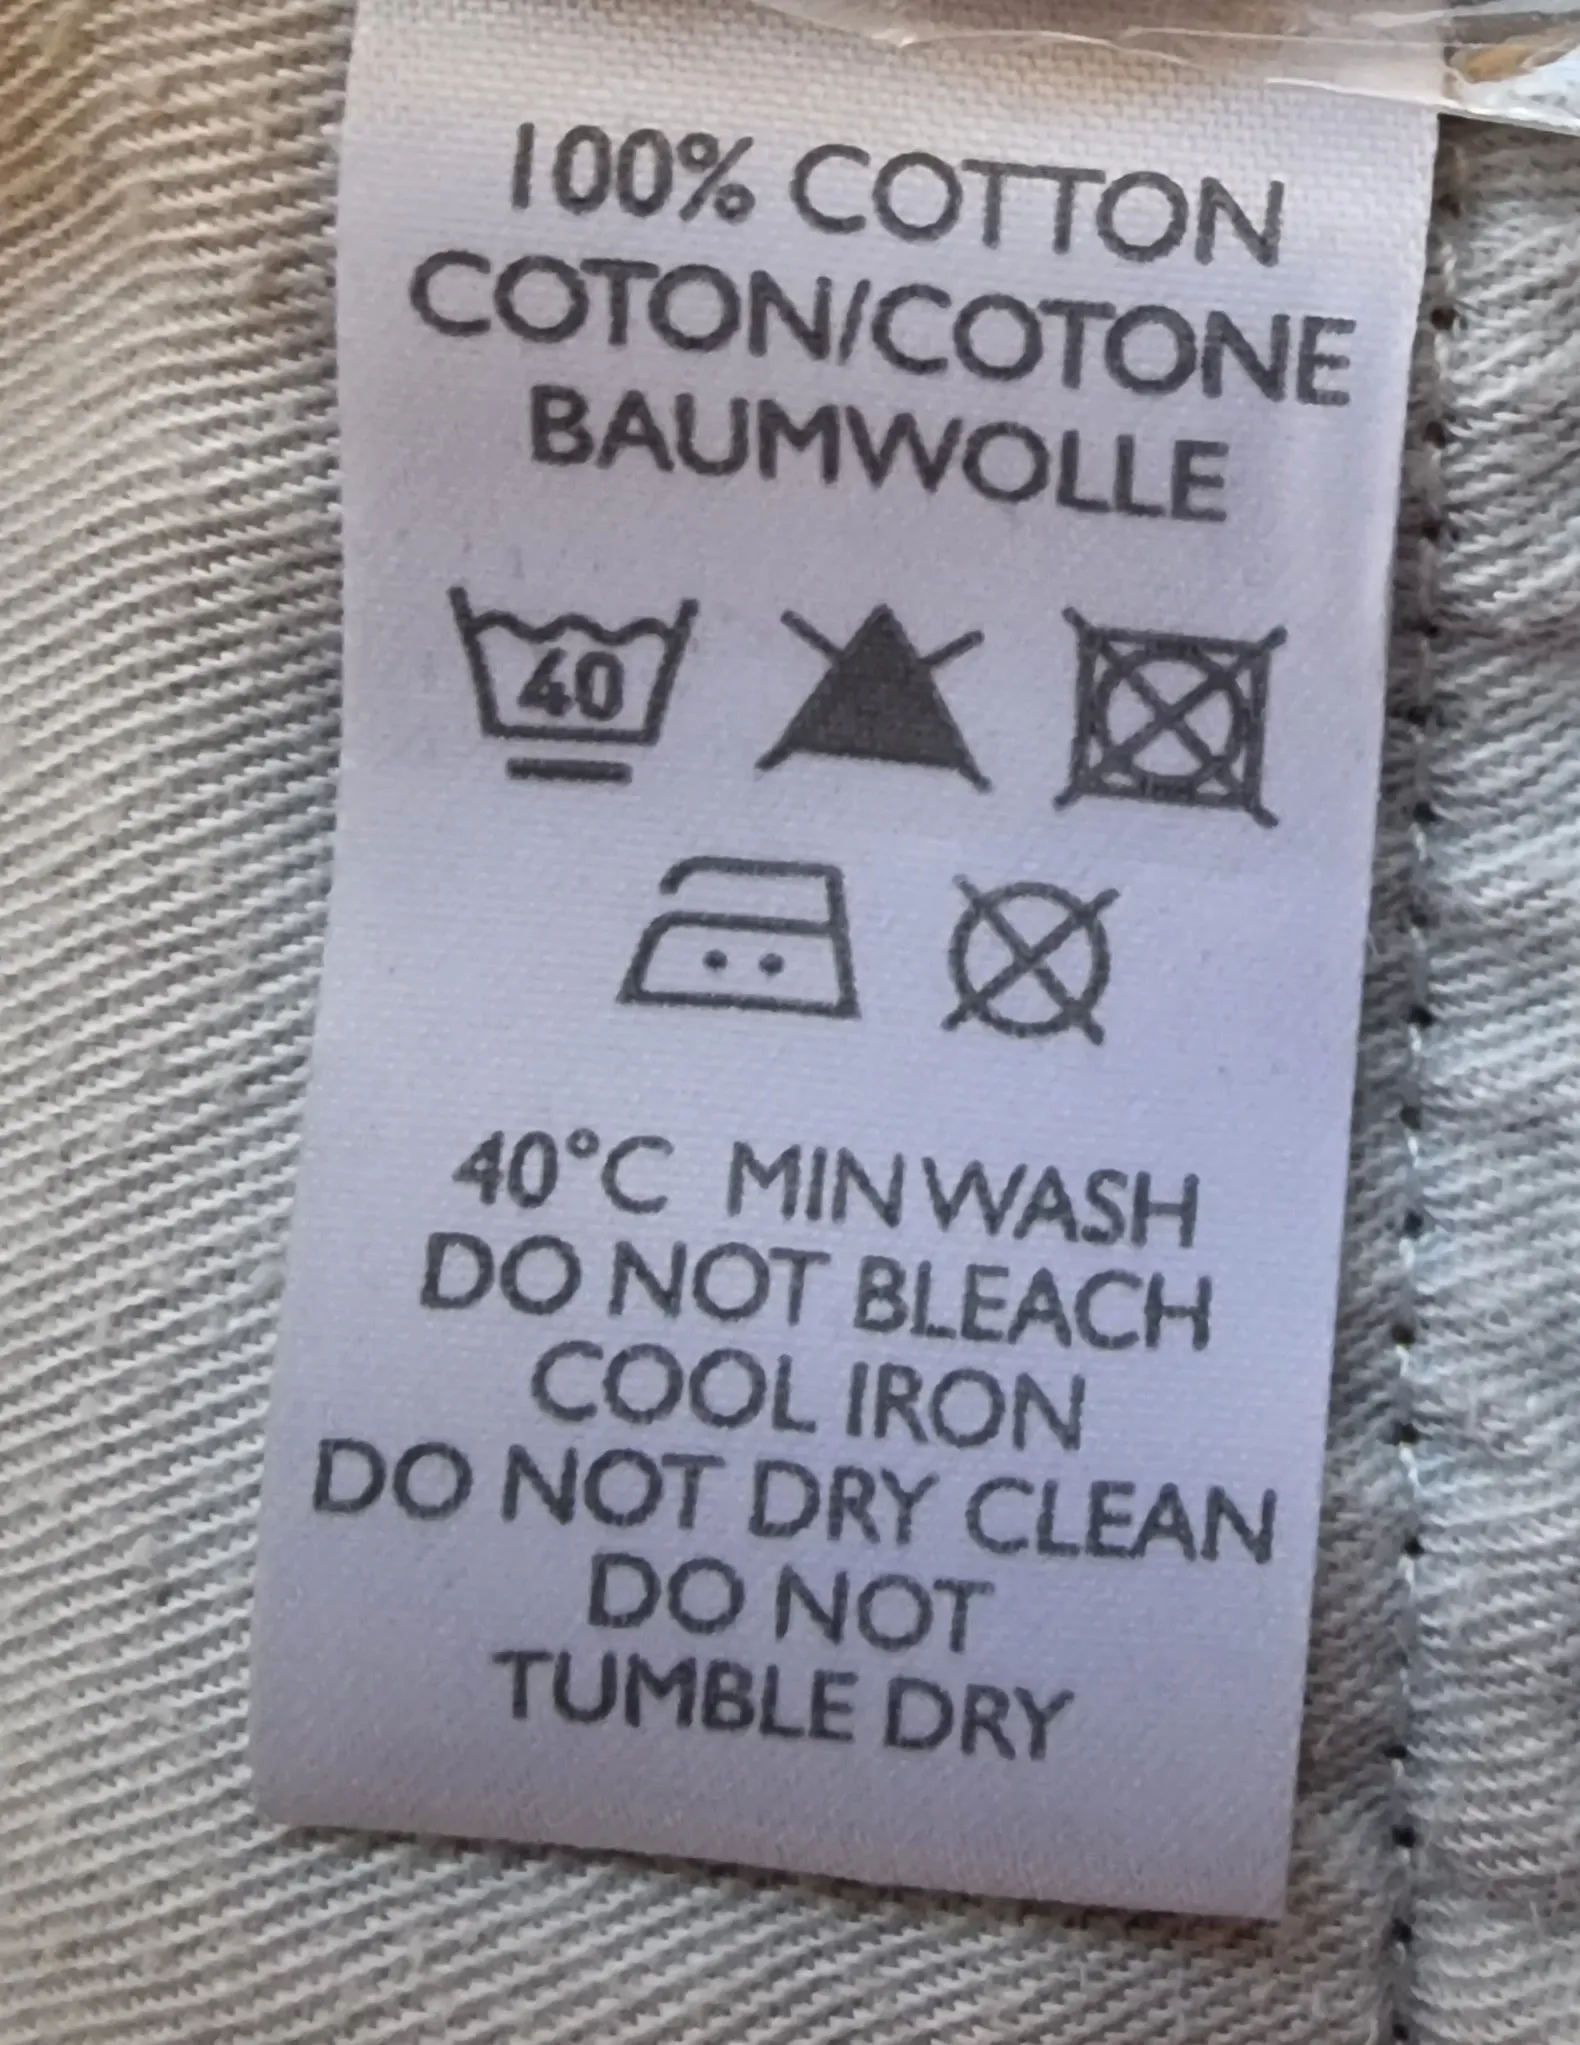 100% COTTON
COTON/COTONE
BAUMWOLLE
40
40°C MIN WASH
DO NOT BLEACH
COOL IRON
DO NOT DRY CLEAN
DO NOT
TUMBLE DRY